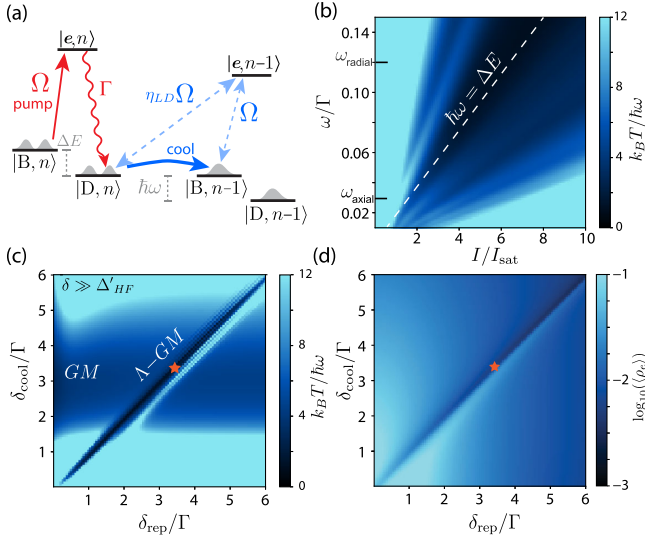 (a)
|e,n⟩
Ω
pump
Γ
|e,n−1⟩
η_LD Ω
Ω
cool
ΔE
|B,n⟩
|D,n⟩
ħω
|B,n−1⟩
|D,n−1⟩
(b)
ω/Γ
0.14
ω_radial
0.10
0.06
ω_axial
0.02
ħω = ΔE
2 4 6 8 10
I/I_sat
12
8
4
0
k_BT/ħω
(c)
δ_cool/Γ
6
5
4
3
2
1
δ ≫ Δ'_HF
GM
Λ−GM
1 2 3 4 5 6
δ_rep/Γ
12
8
4
0
k_BT/ħω
(d)
δ_cool/Γ
6
5
4
3
2
1
1 2 3 4 5 6
δ_rep/Γ
−1
−2
−3
log₁₀(⟨ρ_e⟩)